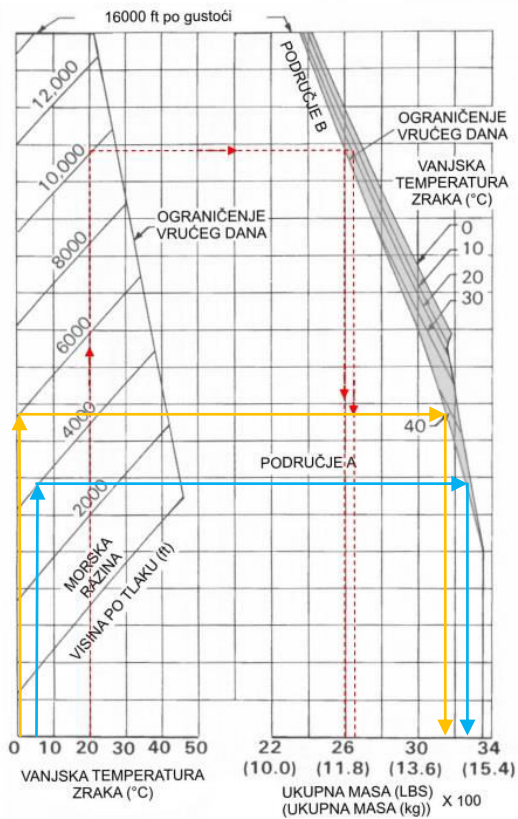 16000 ft po gustoći
12,000
10,000
8000
6000
4000
2000
MORSKA
RAZINA
VISINA PO TLAKU (ft)
OGRANIČENJE
VRUĆEG DANA
PODRUČJE B
OGRANIČENJE
VRUĆEG DANA
VANJSKA
TEMPERATURA
ZRAKA (°C)
0
10
20
30
40
PODRUČJE A
0 10 20 30 40 50
VANJSKA TEMPERATURA
ZRAKA (°C)
22 26 30 34
(10.0) (11.8) (13.6) (15.4)
UKUPNA MASA (LBS)
(UKUPNA MASA (kg))
X 100